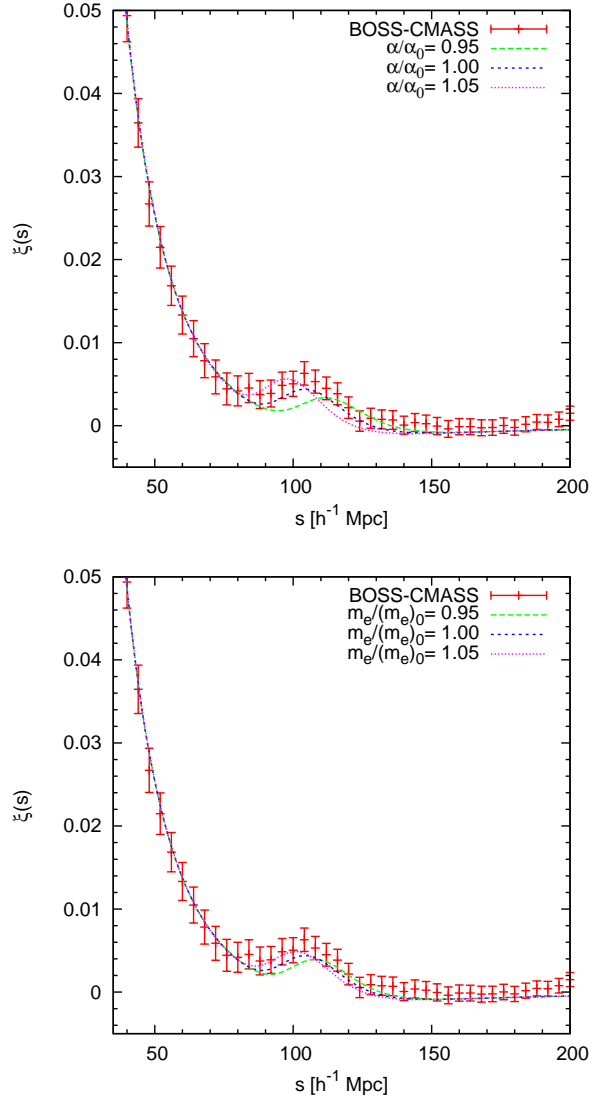 0.05
BOSS-CMASS
α/α₀= 0.95
α/α₀= 1.00
α/α₀= 1.05
0.04
0.03
ξ(s)
0.02
0.01
0
50
100
150
200
s [h⁻¹ Mpc]
0.05
BOSS-CMASS
mₑ/(mₑ)₀= 0.95
mₑ/(mₑ)₀= 1.00
mₑ/(mₑ)₀= 1.05
0.04
0.03
ξ(s)
0.02
0.01
0
50
100
150
200
s [h⁻¹ Mpc]